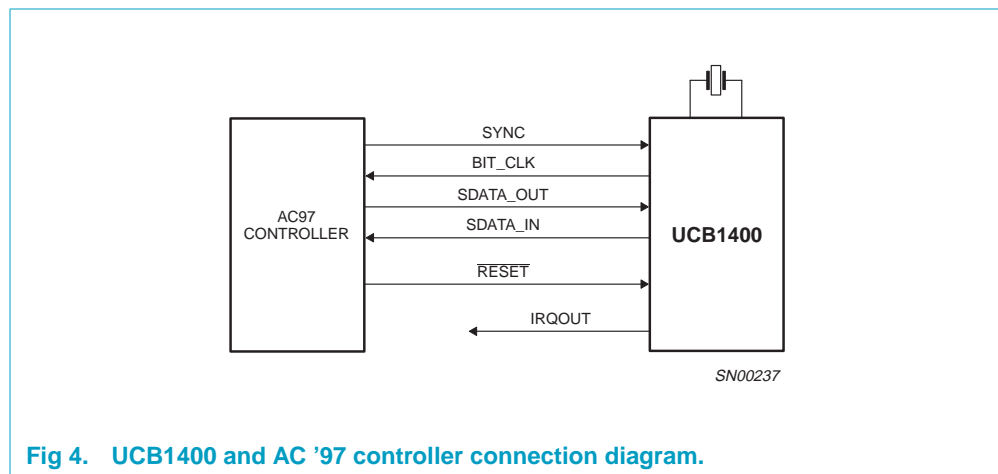 SYNC
BIT_CLK
SDATA_OUT
AC97
CONTROLLER
SDATA_IN
UCB1400
RESET
IRQOUT
SN00237
Fig 4. UCB1400 and AC ’97 controller connection diagram.